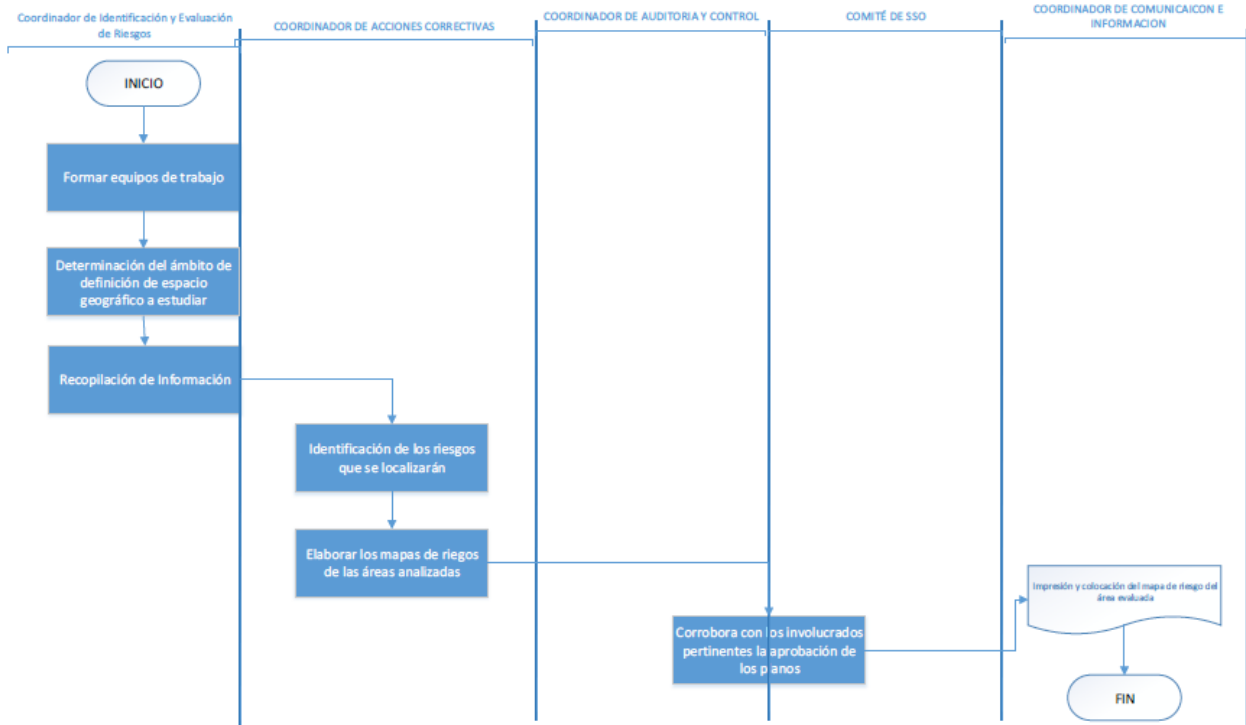 Coordinador de Identificación y Evaluación
de Riesgos
COORDINADOR DE ACCIONES CORRECTIVAS
COORDINADOR DE AUDITORIA Y CONTROL
COMITÉ DE SSO
COORDINADOR DE COMUNICAICON E
INFORMACION
INICIO
Formar equipos de trabajo
Determinación del ámbito de
definición de espacio
geográfico a estudiar
Recopilación de Información
Identificación de los riesgos
que se localizarán
Elaborar los mapas de riegos
de las áreas analizadas
Corrobora con los involucrados
pertinentes la aprobación de
los planos
Impresión y colocación del mapa de riesgo del
área evaluada
FIN